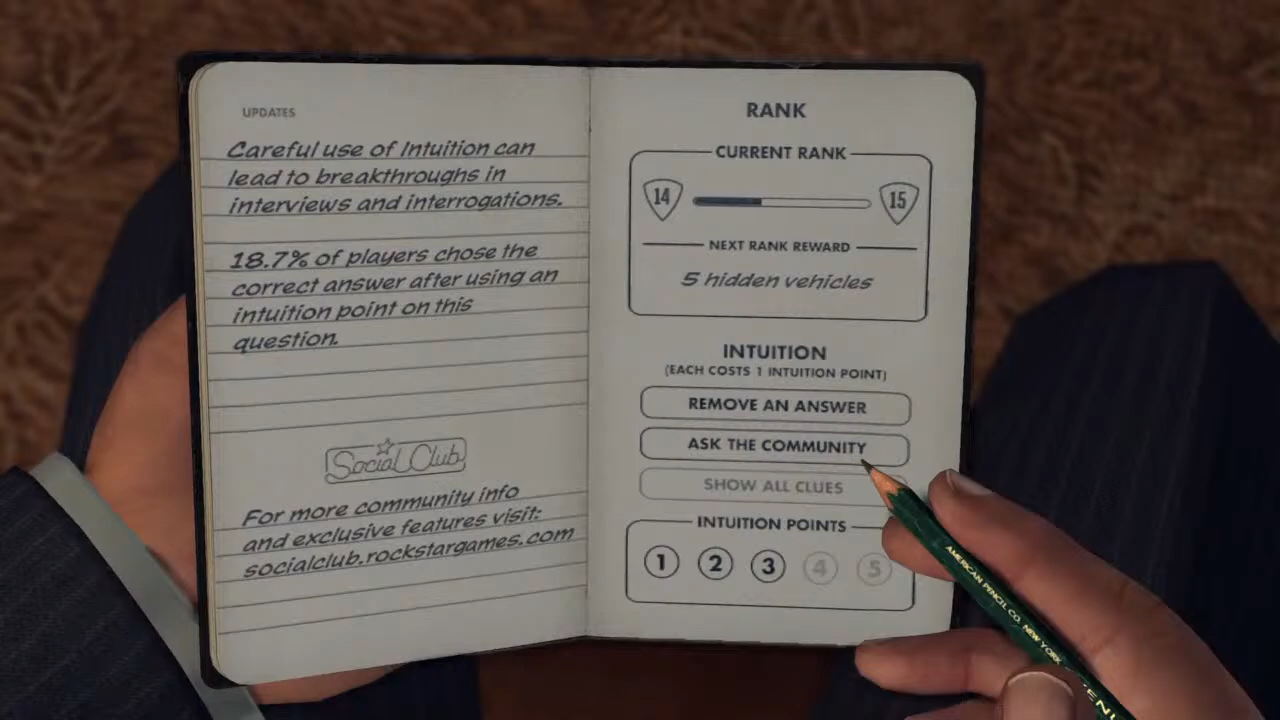 UPDATES
Careful use of Intuition can
lead to breakthroughs in
interviews and interrogations.
18.7% of players chose the
correct answer after using an
intuition point on this
question.
Social Club
For more community info
and exclusive features visit:
socialclub.rockstargames.com
RANK
CURRENT RANK
14
15
NEXT RANK REWARD
5 hidden vehicles
INTUITION
(EACH COSTS 1 INTUITION POINT)
REMOVE AN ANSWER
ASK THE COMMUNITY
SHOW ALL CLUES
INTUITION POINTS
1 2 3 4 5
AMERICAN PENCIL CO. NEW YORK